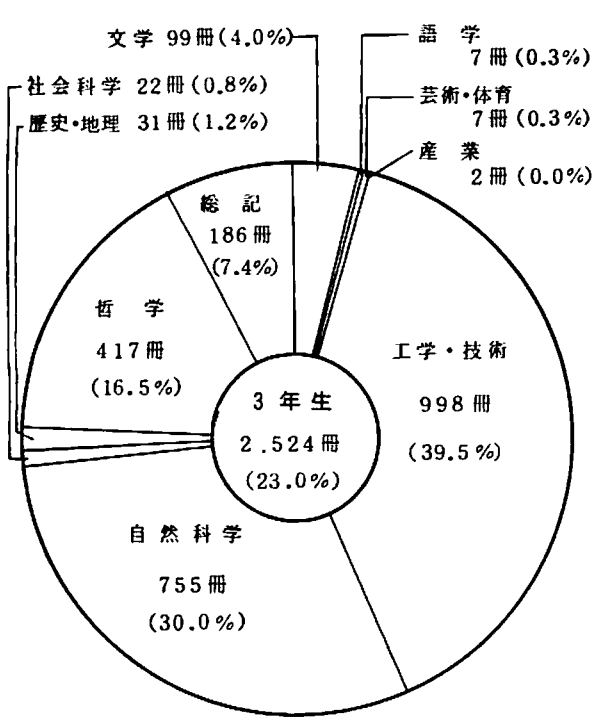 文学 99冊(4.0%)
語学
7冊(0.3%)
社会科学 22冊(0.8%)
芸術・体育
7冊(0.3%)
歴史・地理 31冊(1.2%)
産業
2冊(0.0%)
総記
186冊
(7.4%)
哲学
417冊
(16.5%)
工学・技術
998冊
(39.5%)
3年生
2.524冊
(23.0%)
自然科学
755冊
(30.0%)